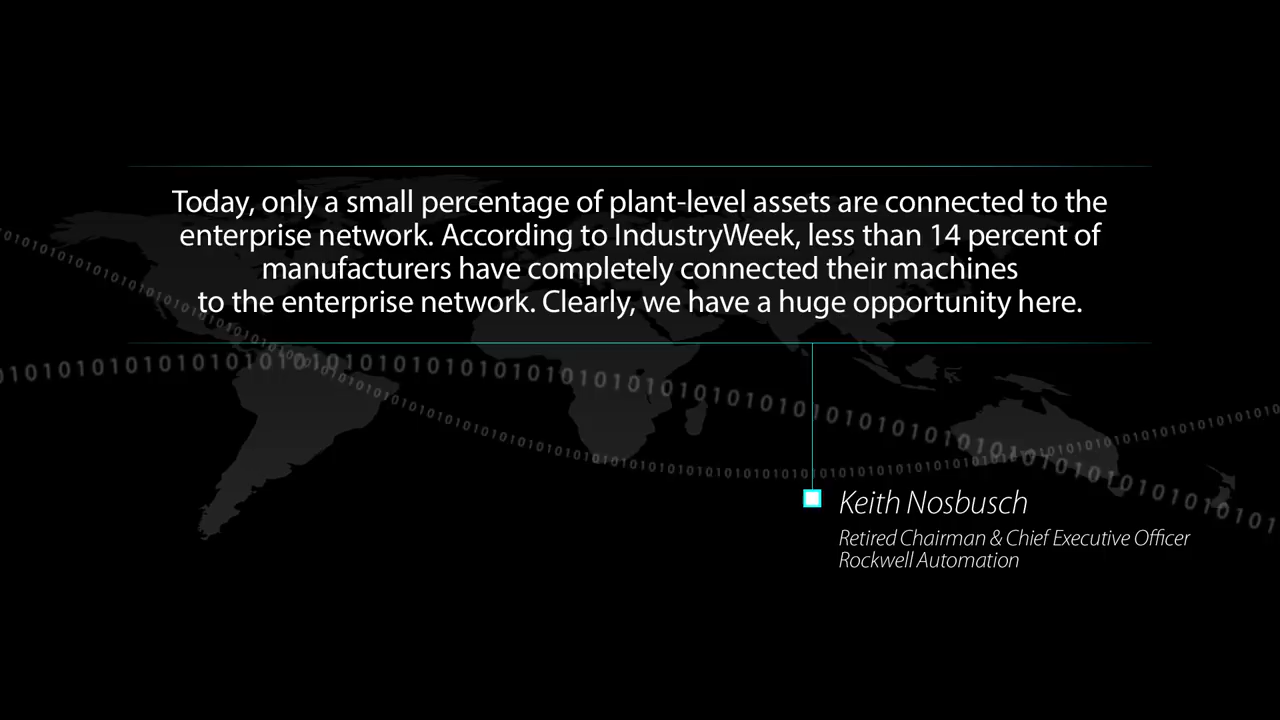 Today, only a small percentage of plant-level assets are connected to the
enterprise network. According to IndustryWeek, less than 14 percent of
manufacturers have completely connected their machines
to the enterprise network. Clearly, we have a huge opportunity here.
Keith Nosbusch
Retired Chairman & Chief Executive Officer
Rockwell Automation